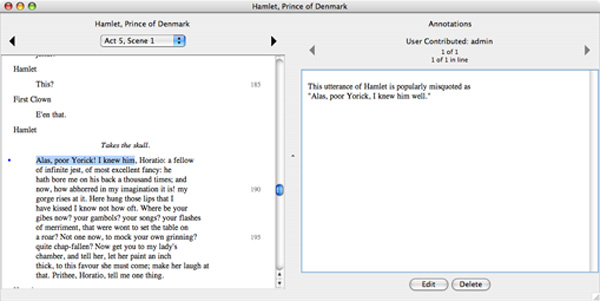 Hamlet, Prince of Denmark
Hamlet, Prince of Denmark
Act 5, Scene 1
Hamlet
This? 185
First Clown
E'en that.
Hamlet
Takes the skull.
Alas, poor Yorick! I knew him, Horatio: a fellow
of infinite jest, of most excellent fancy: he
hath bore me on his back a thousand times; and
now, how abhorred in my imagination it is! my 190
gorge rises at it. Here hung those lips that I
have kissed I know not how oft. Where be your
gibes now? your gambols? your songs? your flashes
of merriment, that were wont to set the table on
a roar? Not one now, to mock your own grinning? 195
quite chap-fallen? Now get you to my lady's
chamber, and tell her, let her paint an inch
thick, to this favour she must come; make her laugh at
that. Prithee, Horatio, tell me one thing.
Annotations
User Contributed: admin
1 of 1
1 of 1 in line
This utterance of Hamlet is popularly misquoted as
"Alas, poor Yorick, I knew him well."
Edit Delete